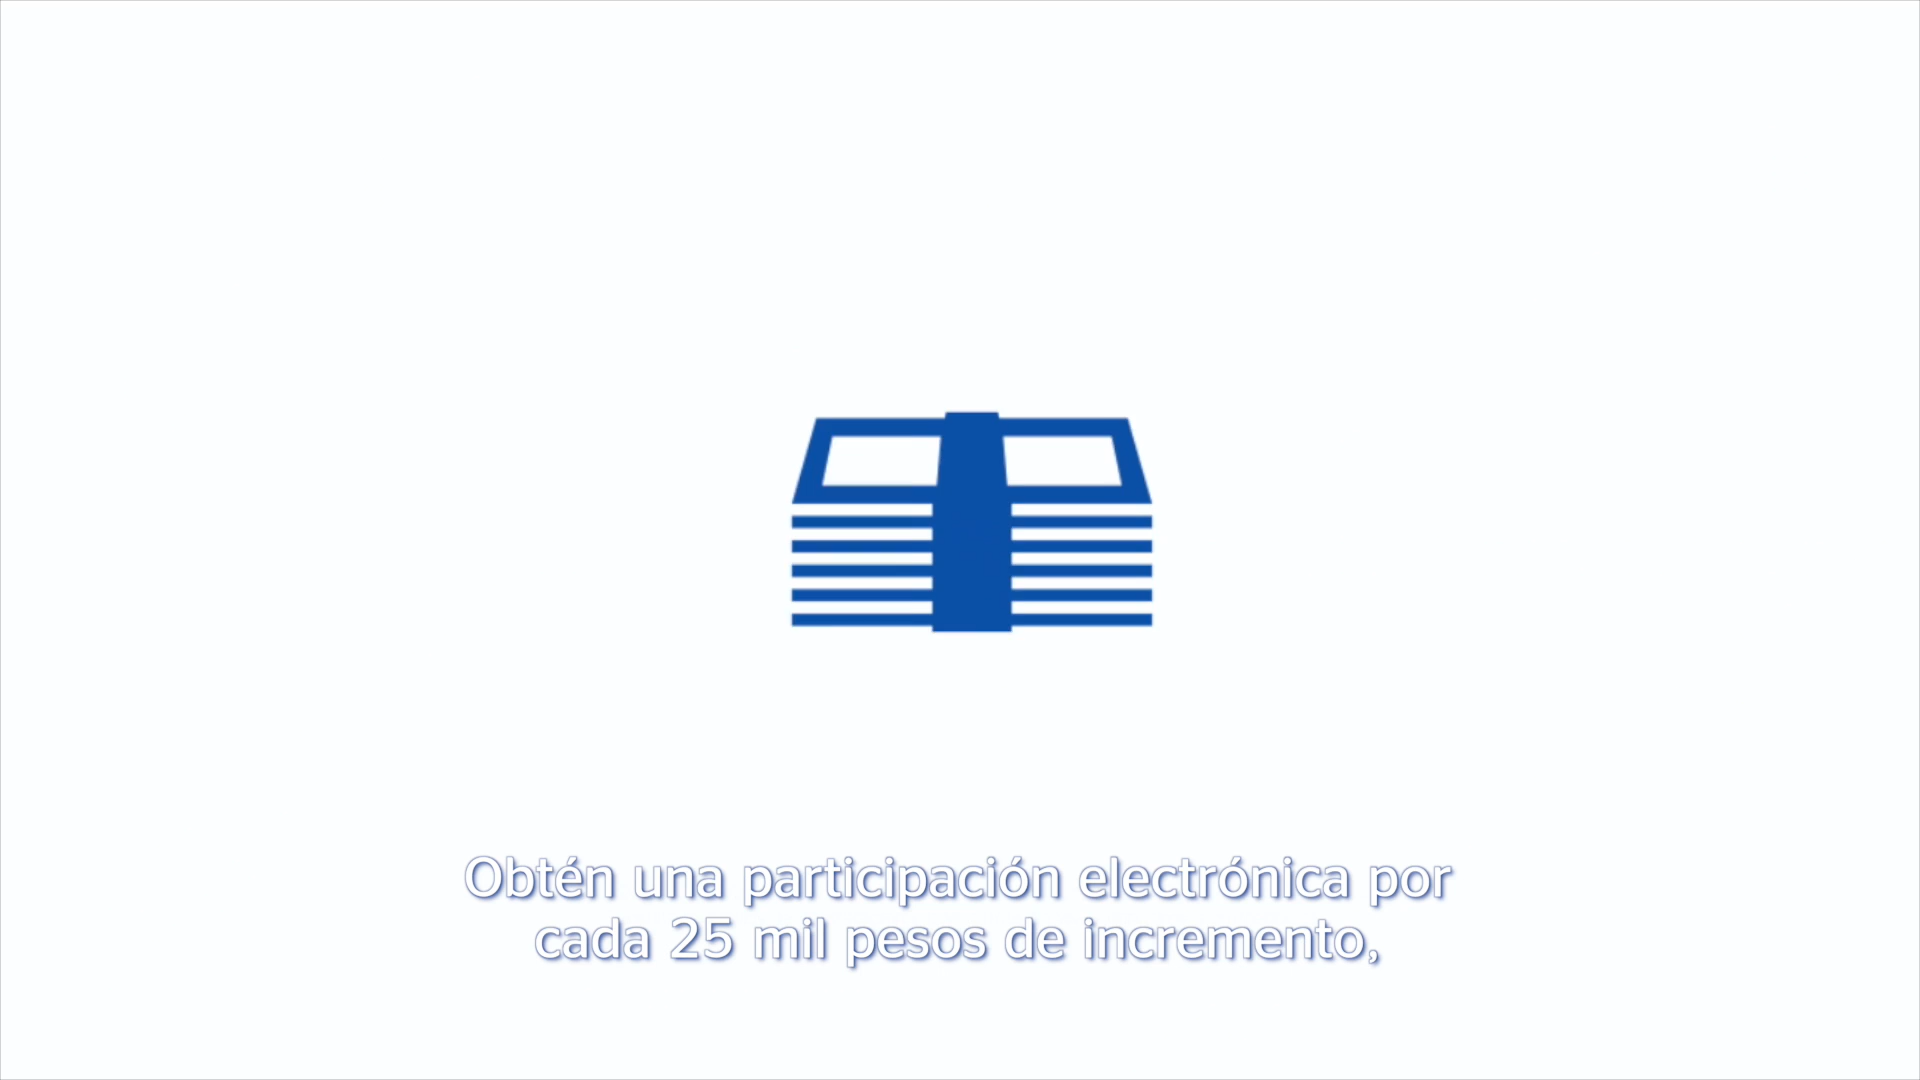 Obtén una participación electrónica por
cada 25 mil pesos de incremento,